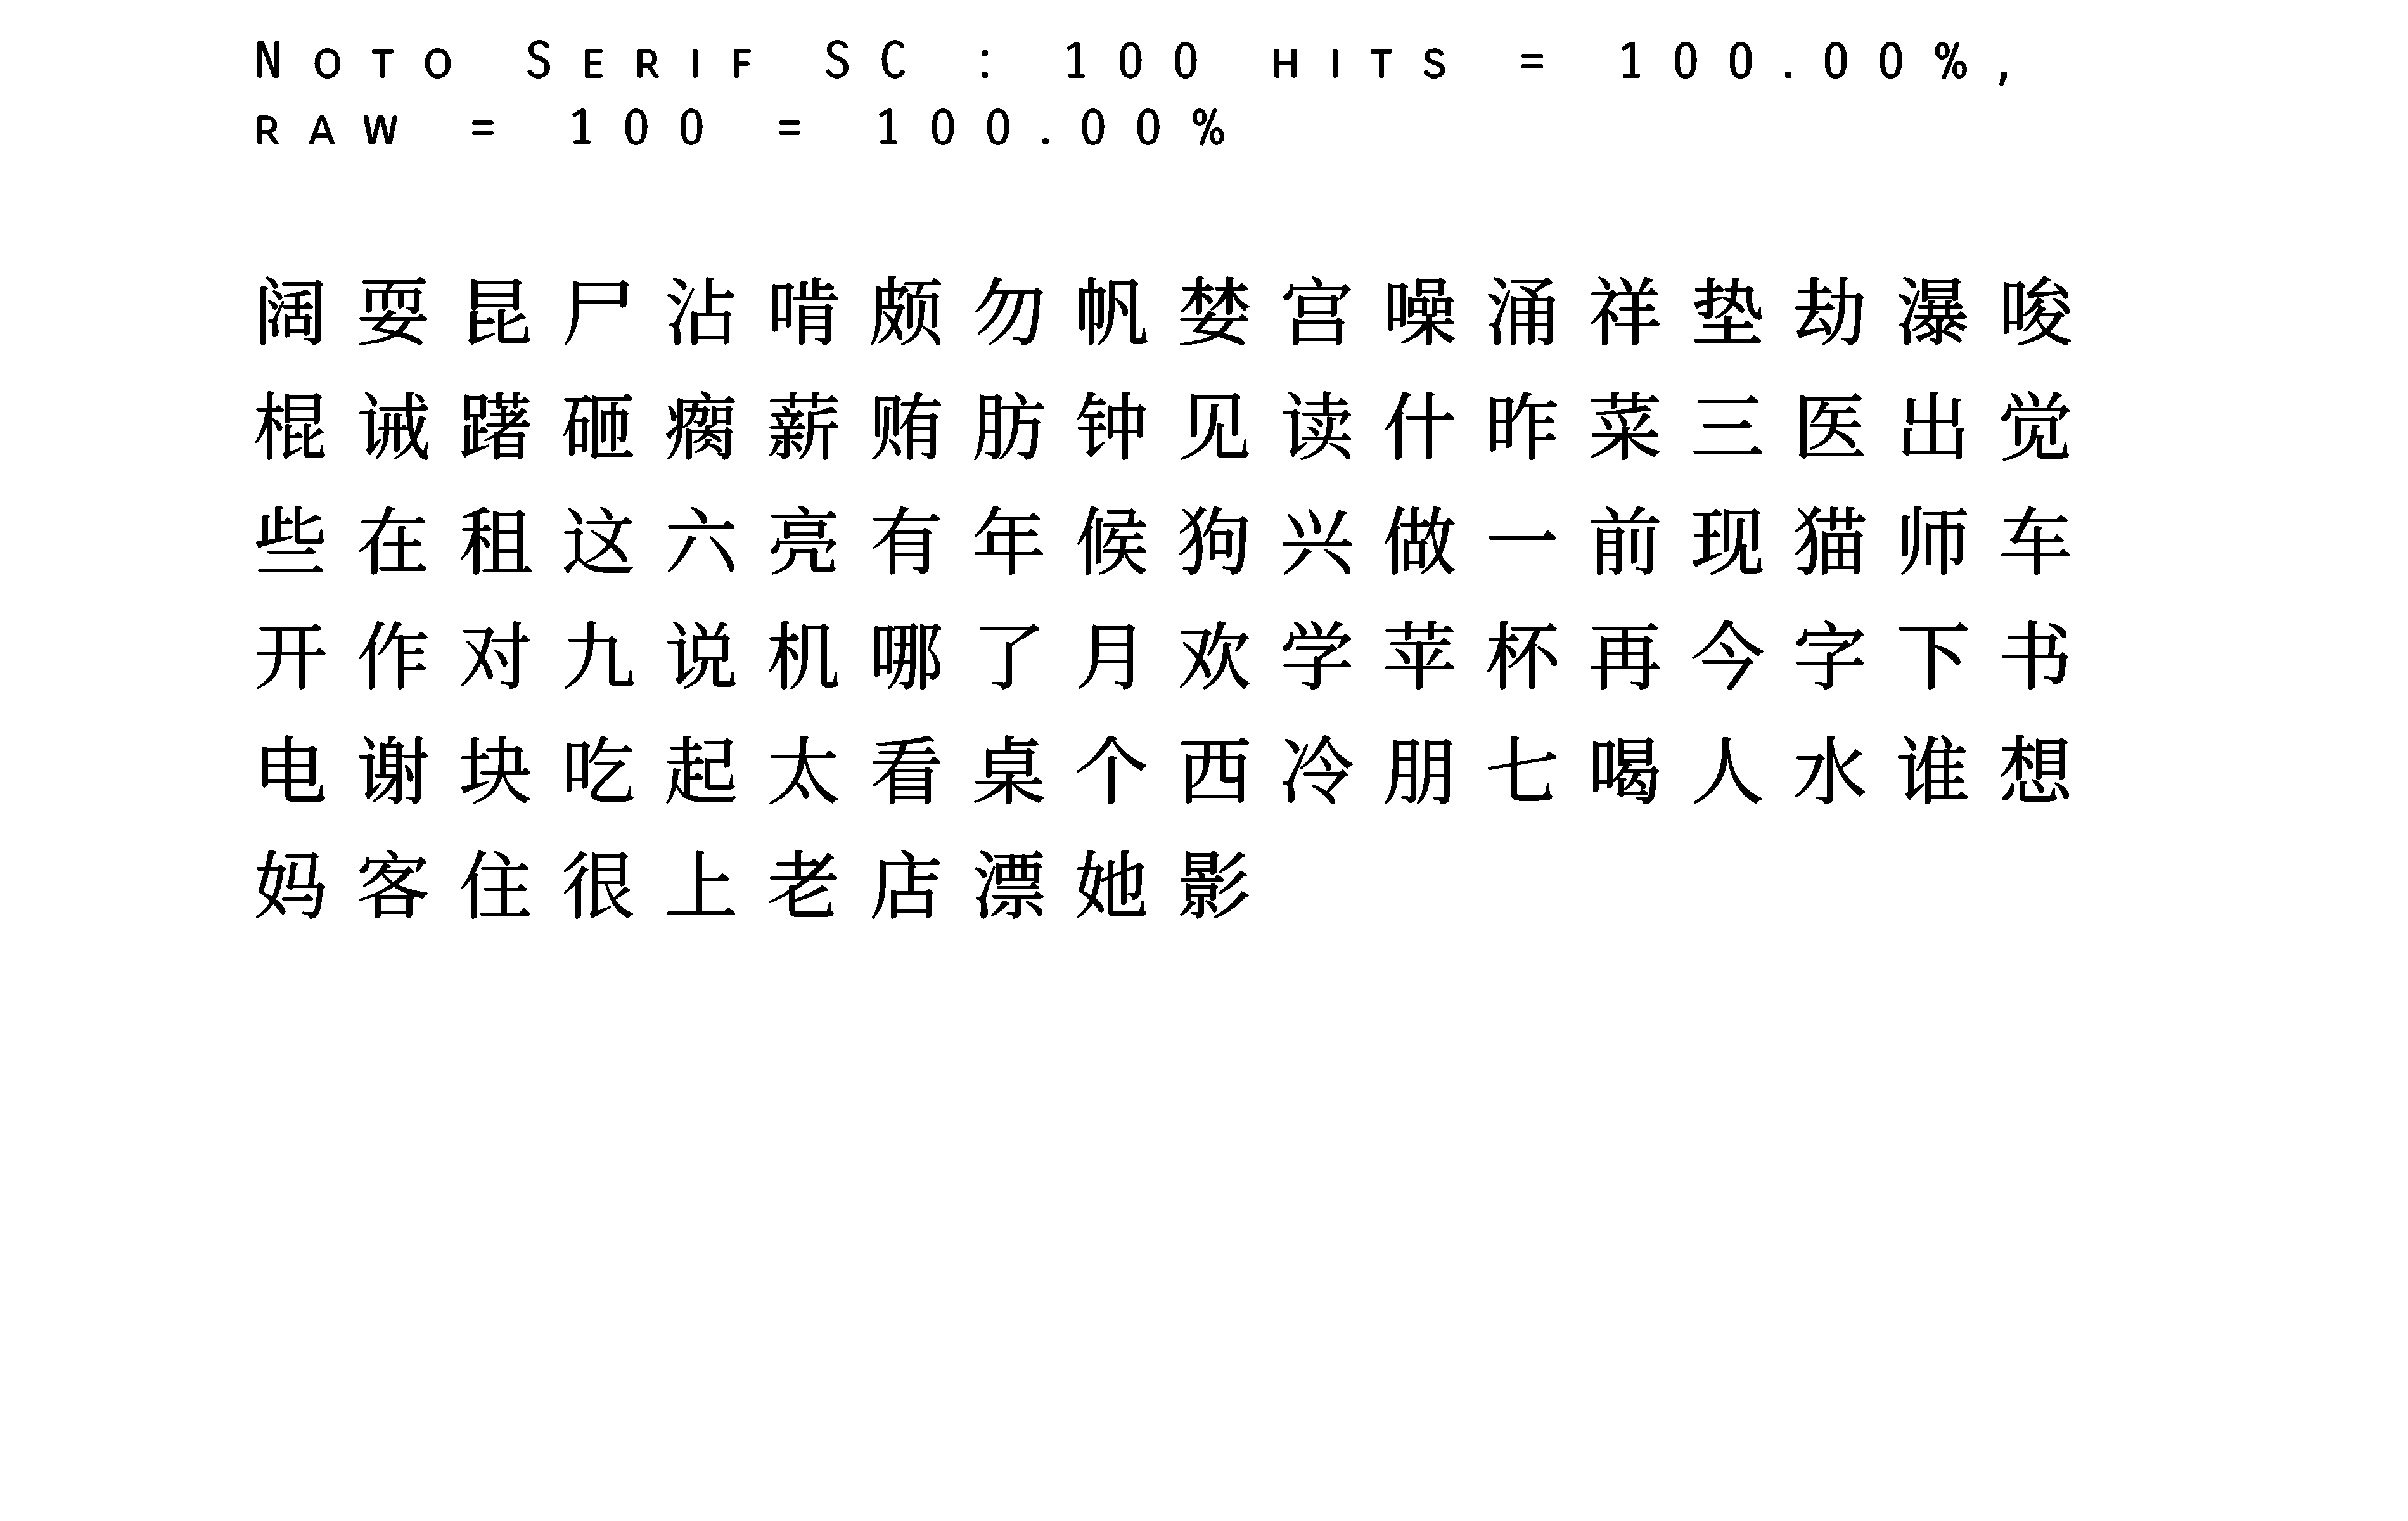 Noto Serif SC : 100 hits = 100.00%,
raw = 100 = 100.00%
阔耍昆尸沾啃颇勿帆婪宫噪涌祥垫劫瀑唆
棍诫躇砸瘸薪贿肪钟见读什昨菜三医出觉
些在租这六亮有年候狗兴做一前现猫师车
开作对九说机哪了月欢学苹杯再今字下书
电谢块吃起太看桌个西冷朋七喝人水谁想
妈客住很上老店漂她影